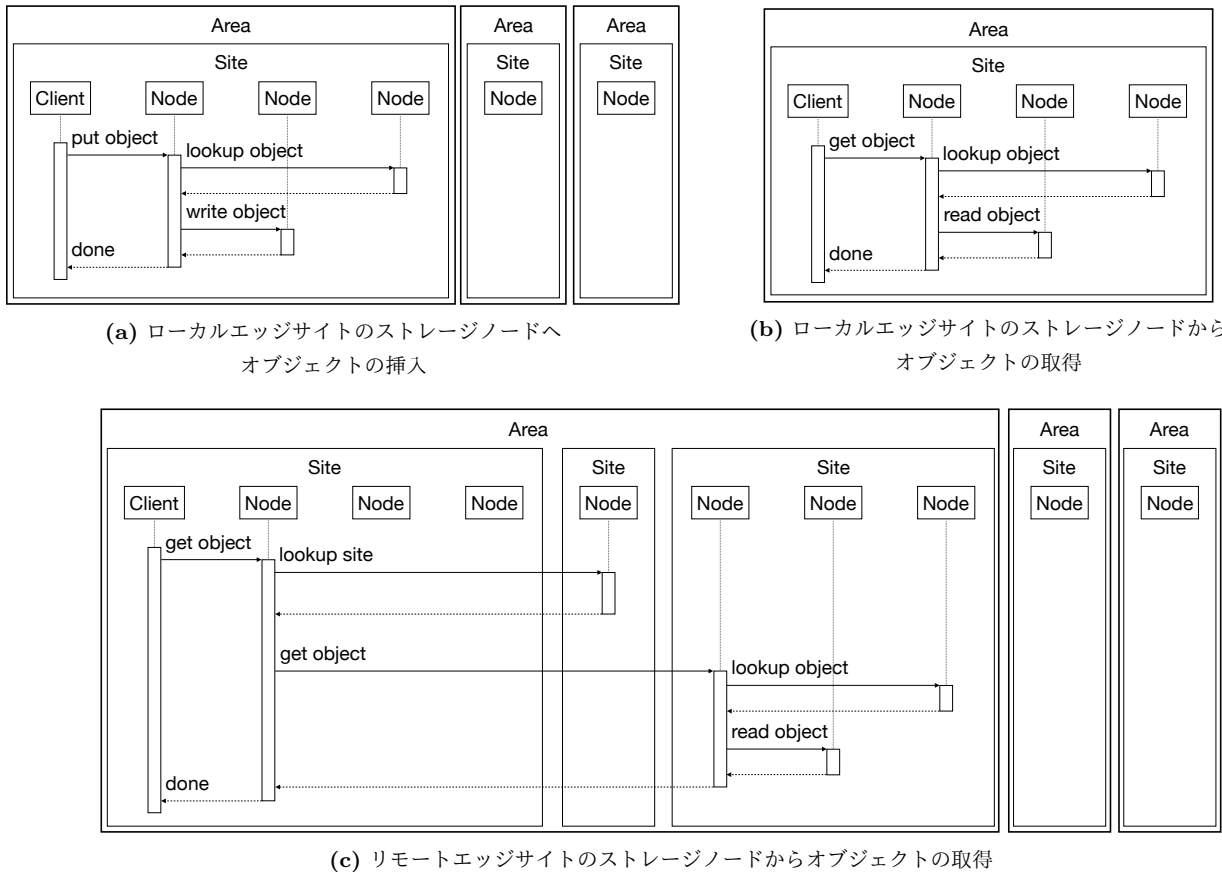 Area
Area
Area
Site
Site
Site
Client
Node
Node
Node
Node
Node
put object
lookup object
write object
done
(a) ローカルエッジサイトのストレージノードへ
オブジェクトの挿入
Area
Site
Client
Node
Node
Node
get object
lookup object
read object
done
(b) ローカルエッジサイトのストレージノードから
オブジェクトの取得
Area
Area
Area
Site
Site
Site
Site
Site
Client
Node
Node
Node
Node
Node
Node
Node
Node
Node
get object
lookup site
get object
lookup object
read object
done
(c) リモートエッジサイトのストレージノードからオブジェクトの取得